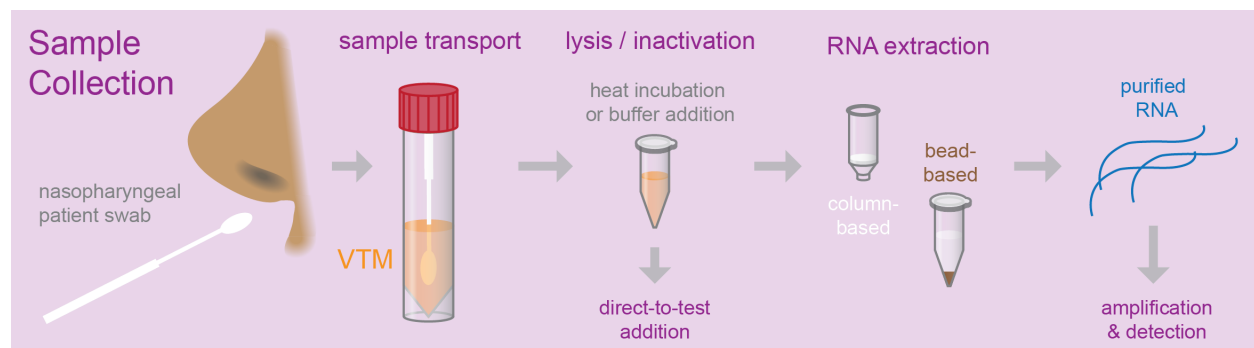 Sample
Collection
nasopharyngeal
patient swab
sample transport
VTM
lysis / inactivation
heat incubation
or buffer addition
direct-to-test
addition
RNA extraction
column-
based
bead-
based
purified
RNA
amplification
& detection